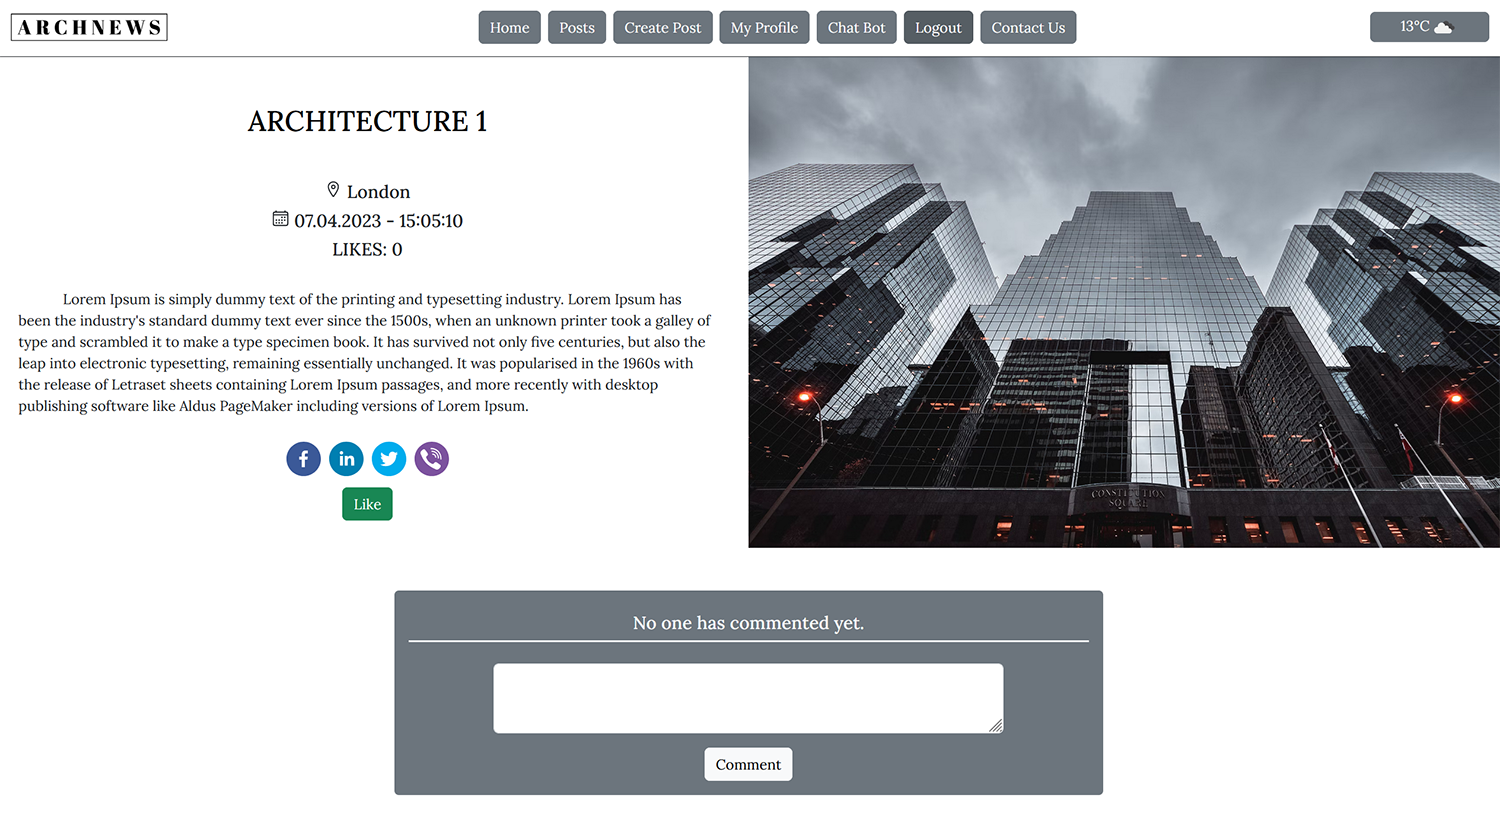 ARCHNEWS
Home Posts Create Post My Profile Chat Bot Logout Contact Us
13°C
ARCHITECTURE 1
London
07.04.2023 - 15:05:10
LIKES: 0
Lorem Ipsum is simply dummy text of the printing and typesetting industry. Lorem Ipsum has
been the industry's standard dummy text ever since the 1500s, when an unknown printer took a galley of
type and scrambled it to make a type specimen book. It has survived not only five centuries, but also the
leap into electronic typesetting, remaining essentially unchanged. It was popularised in the 1960s with
the release of Letraset sheets containing Lorem Ipsum passages, and more recently with desktop
publishing software like Aldus PageMaker including versions of Lorem Ipsum.
Like
CONSTITUTION
SQUARE
No one has commented yet.
Comment